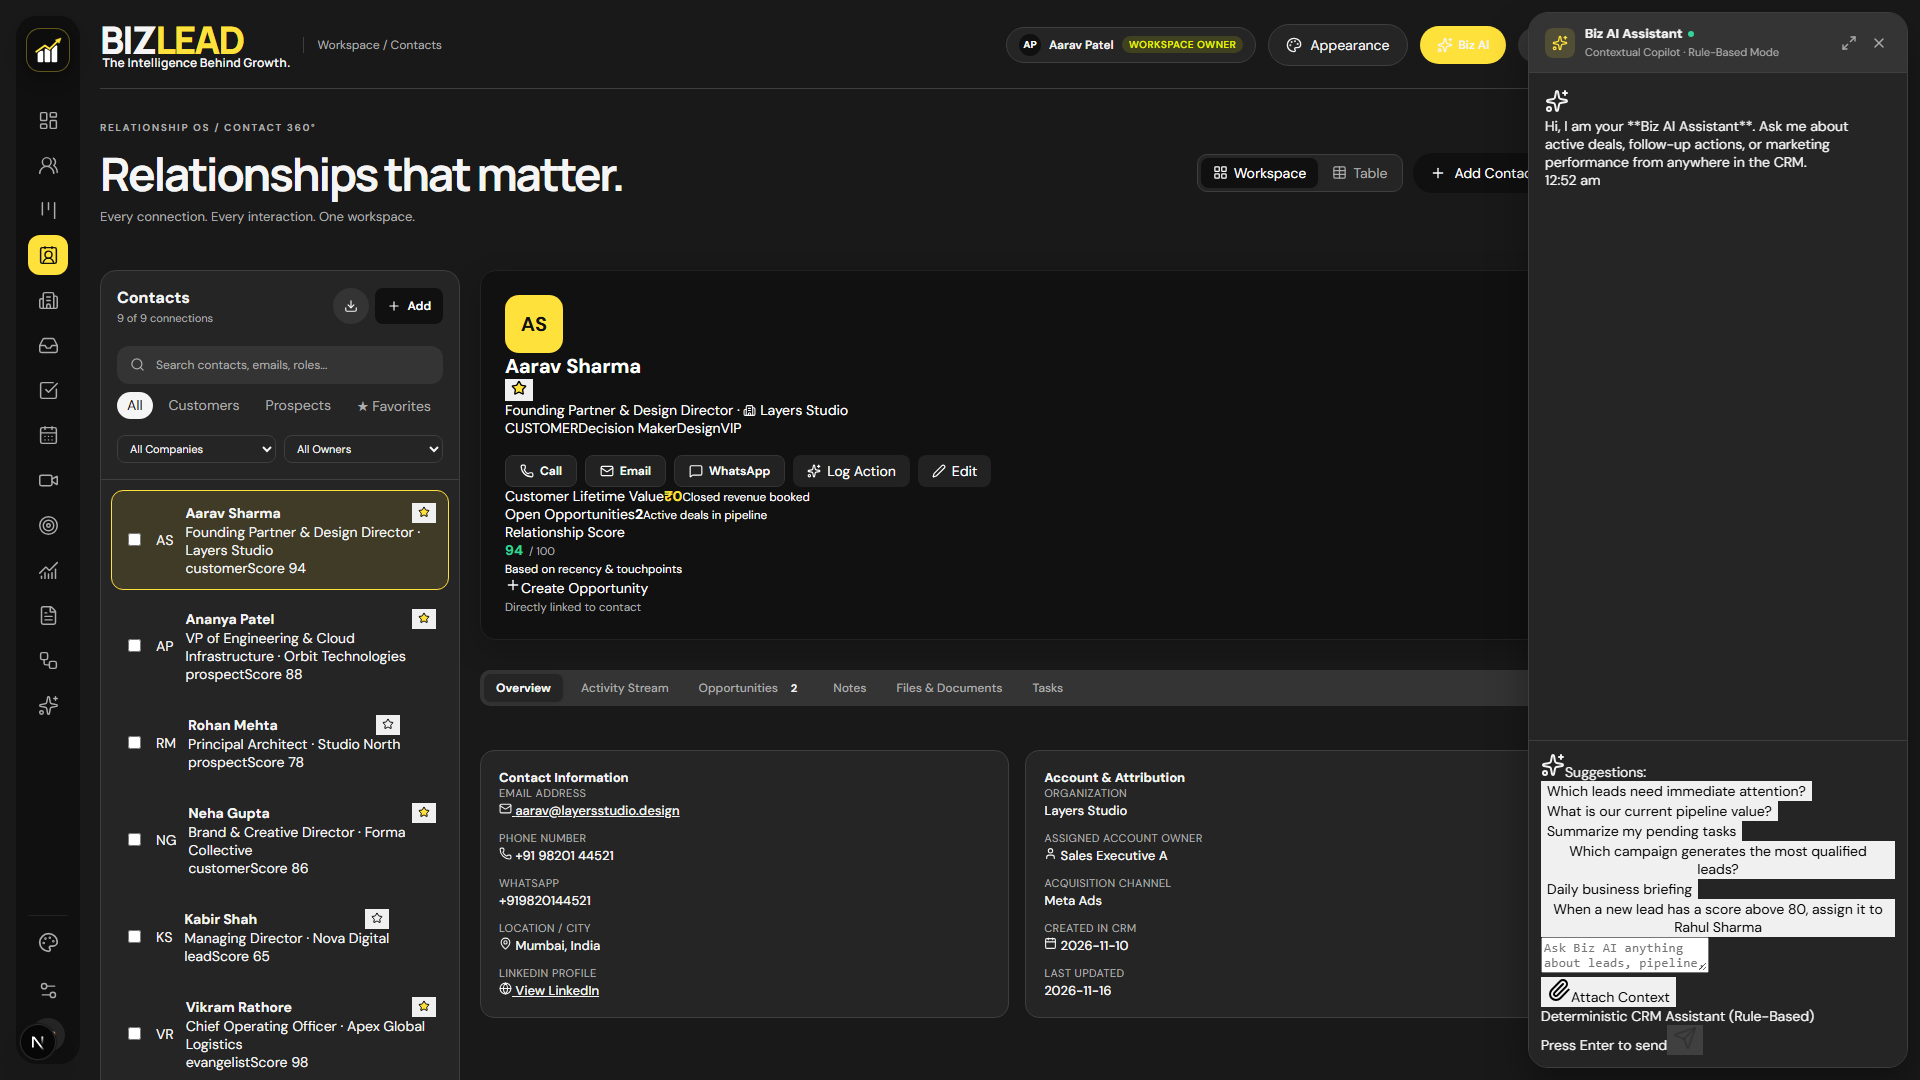 BIZLEAD
The Intelligence Behind Growth.
Workspace / Contacts
AP Aarav Patel WORKSPACE OWNER
Appearance
Biz AI
RELATIONSHIP OS / CONTACT 360°
Relationships that matter.
Every connection. Every interaction. One workspace.
Workspace
Table
+ Add Contac
Contacts
9 of 9 connections
+ Add
Search contacts, emails, roles...
All Customers Prospects ★ Favorites
All Companies
All Owners
AS
Aarav Sharma
Founding Partner & Design Director ·
Layers Studio
customerScore 94
AP
Ananya Patel
VP of Engineering & Cloud
Infrastructure · Orbit Technologies
prospectScore 88
RM
Rohan Mehta
Principal Architect · Studio North
prospectScore 78
NG
Neha Gupta
Brand & Creative Director · Forma
Collective
customerScore 86
KS
Kabir Shah
Managing Director · Nova Digital
leadScore 65
VR
Vikram Rathore
Chief Operating Officer · Apex Global
Logistics
evangelistScore 98
N
AS
Aarav Sharma
Founding Partner & Design Director · Layers Studio
CUSTOMERDecision MakerDesignVIP
Call
Email
WhatsApp
Log Action
Edit
Customer Lifetime Value₹0Closed revenue booked
Open Opportunities2Active deals in pipeline
Relationship Score
94 / 100
Based on recency & touchpoints
+Create Opportunity
Directly linked to contact
Overview Activity Stream Opportunities 2 Notes Files & Documents Tasks
Contact Information
EMAIL ADDRESS
aarav@layersstudio.design
PHONE NUMBER
+91 98201 44521
WHATSAPP
+919820144521
LOCATION / CITY
Mumbai, India
LINKEDIN PROFILE
View LinkedIn
Account & Attribution
ORGANIZATION
Layers Studio
ASSIGNED ACCOUNT OWNER
Sales Executive A
ACQUISITION CHANNEL
Meta Ads
CREATED IN CRM
2026-11-10
LAST UPDATED
2026-11-16
Biz AI Assistant
Contextual Copilot · Rule-Based Mode
Hi, I am your **Biz AI Assistant**. Ask me about
active deals, follow-up actions, or marketing
performance from anywhere in the CRM.
12:52 am
Suggestions:
Which leads need immediate attention?
What is our current pipeline value?
Summarize my pending tasks
Which campaign generates the most qualified
leads?
Daily business briefing
When a new lead has a score above 80, assign it to
Rahul Sharma
Ask Biz AI anything
about leads, pipeline,
Attach Context
Deterministic CRM Assistant (Rule-Based)
Press Enter to send